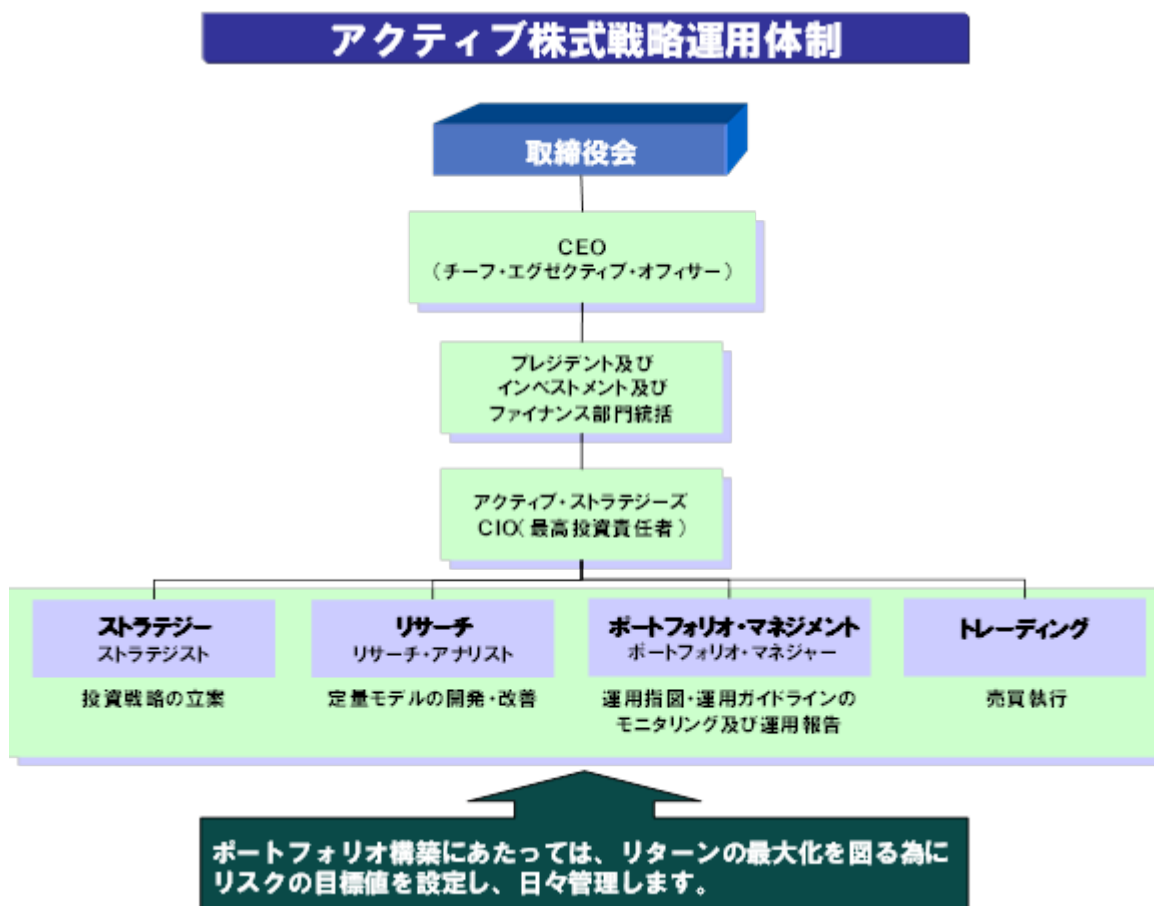 アクティブ株式戦略運用体制
取締役会
CEO
(チーフ・エグゼクティブ・オフィサー)
プレジデント及び
インベストメント及び
ファイナンス部門統括
アクティブ・ストラテジーズ
CIO(最高投資責任者)
ストラテジー
ストラテジスト
投資戦略の立案
リサーチ
リサーチ・アナリスト
定量モデルの開発・改善
ポートフォリオ・マネジメント
ポートフォリオ・マネジャー
運用指図・運用ガイドラインの
モニタリング及び運用報告
トレーディング
売買執行
ポートフォリオ構築にあたっては、リターンの最大化を図る為に
リスクの目標値を設定し、日々管理します。